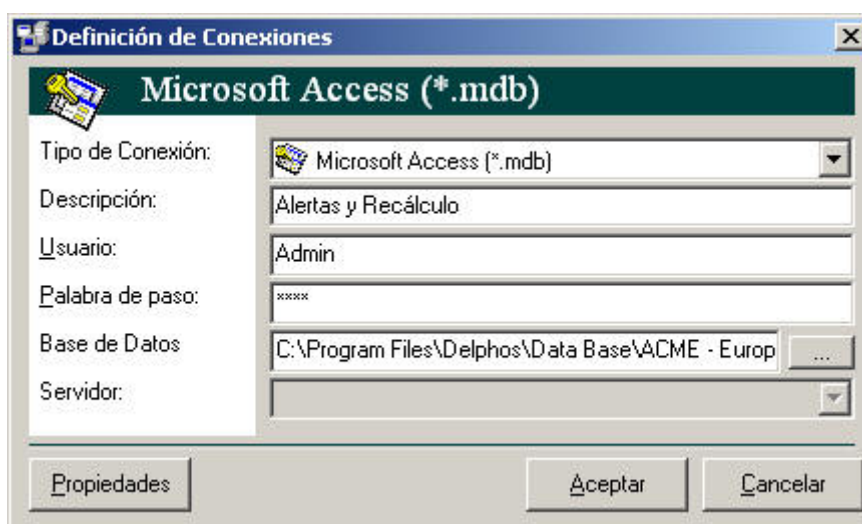 Definición de Conexiones
Microsoft Access (*.mdb)
Tipo de Conexión: Microsoft Access (*.mdb)
Descripción: Alertas y Recálculo
Usuario: Admin
Palabra de paso: ****
Base de Datos C:\Program Files\Delphos\Data Base\ACME - Europ ...
Servidor:
Propiedades Aceptar Cancelar